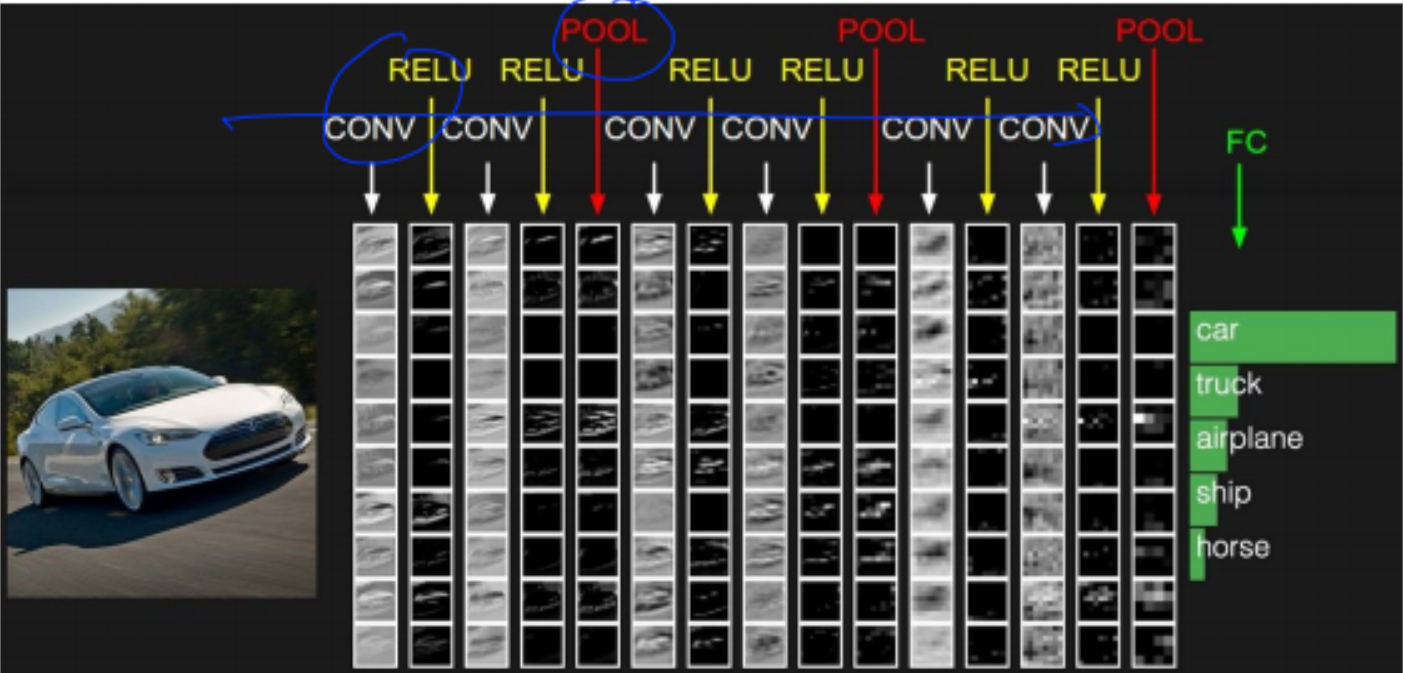 POOL POOL POOL
RELU RELU RELU RELU RELU RELU
CONV CONV CONV CONV CONV CONV
FC
car
truck
airplane
ship
horse